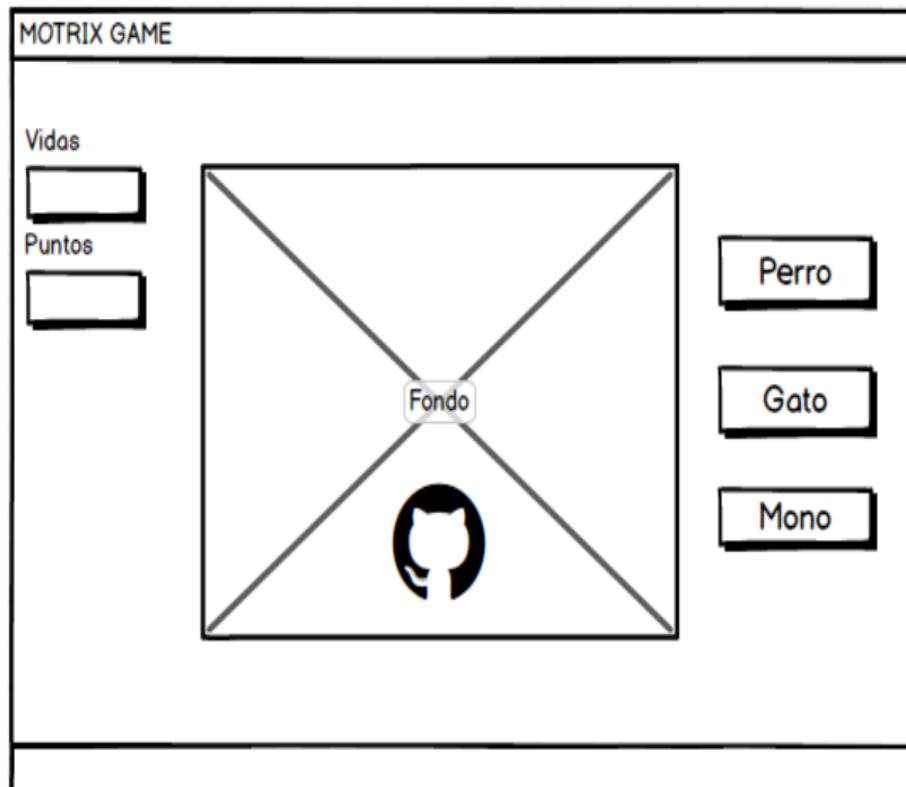 MOTRIX GAME
Vidas
Puntos
Perro
Fondo
Gato
Mono